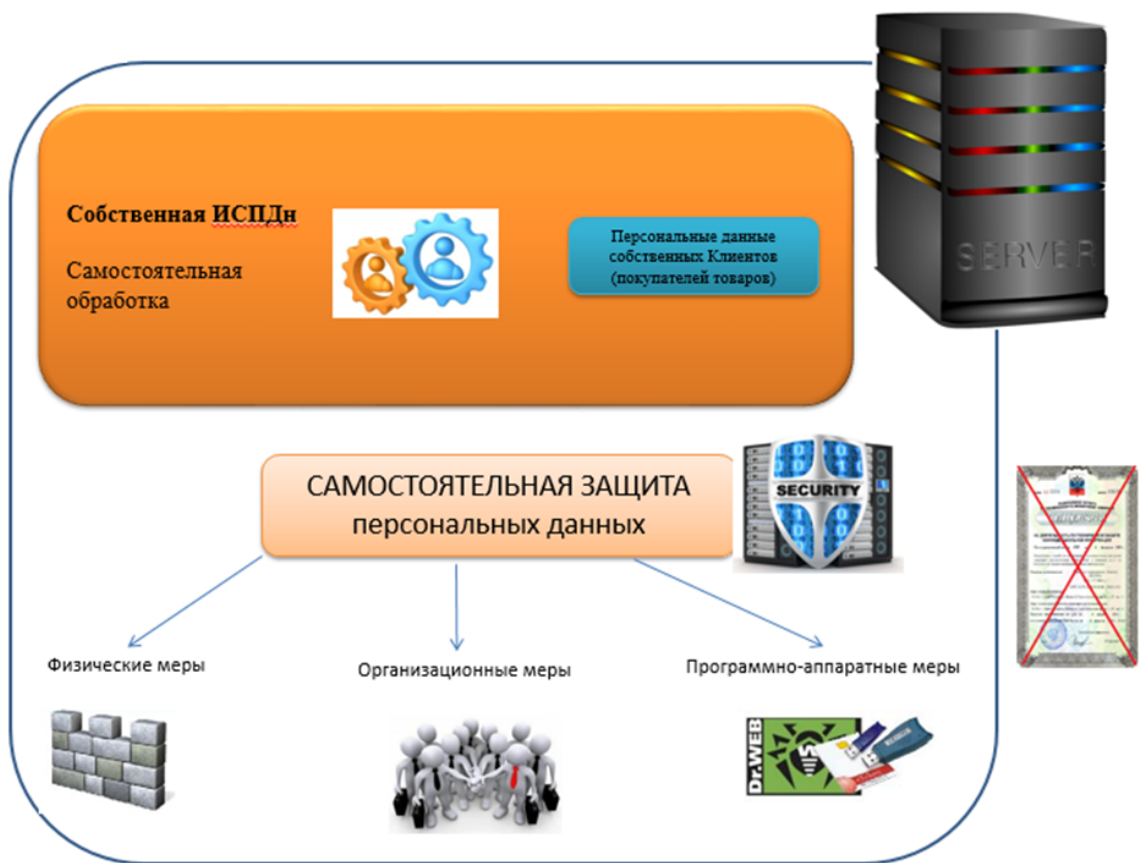 Собственная ИСПДн
Самостоятельная
обработка
Персональные данные
собственных Клиентов
(покупателей товаров)
SERVER
САМОСТОЯТЕЛЬНАЯ ЗАЩИТА
персональных данных
SECURITY
Физические меры
Организационные меры
Программно-аппаратные меры
Dr.WEB